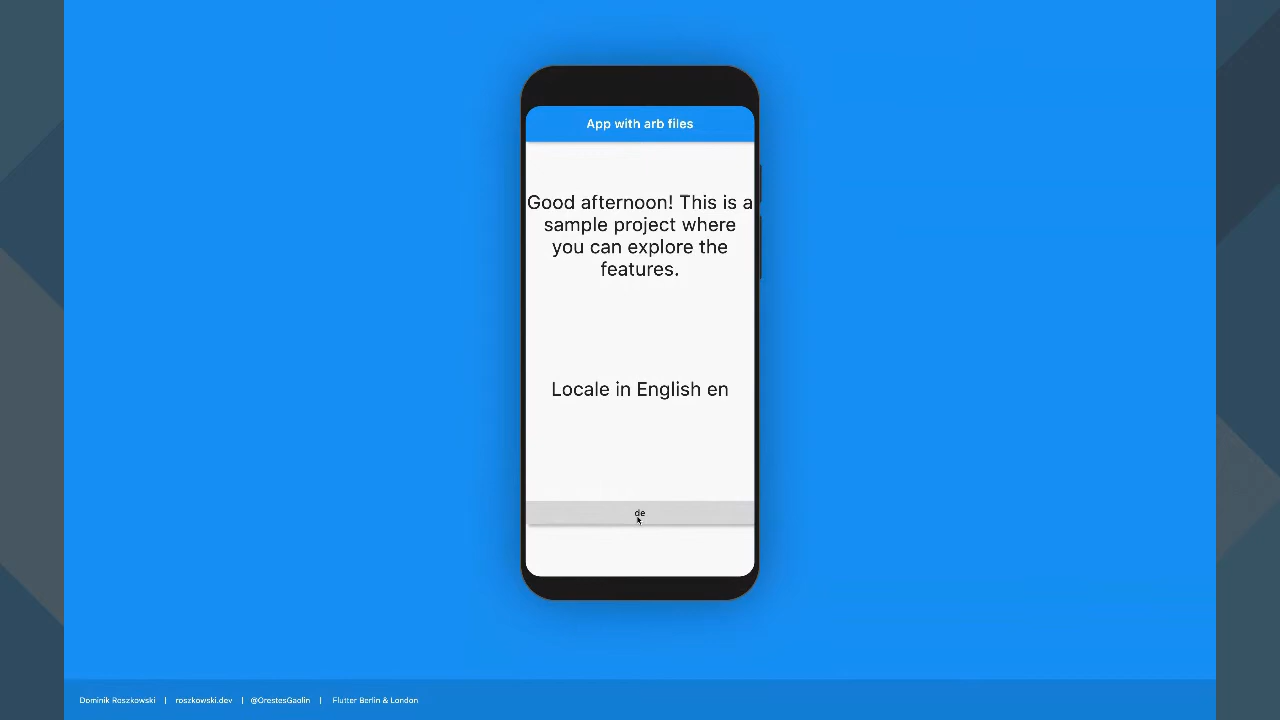 App with arb files
Good afternoon! This is a
sample project where
you can explore the
features.
Locale in English en
de
Dominik Roszkowski | roszkowski.dev | @OrestesGaolin | Flutter Berlin & London